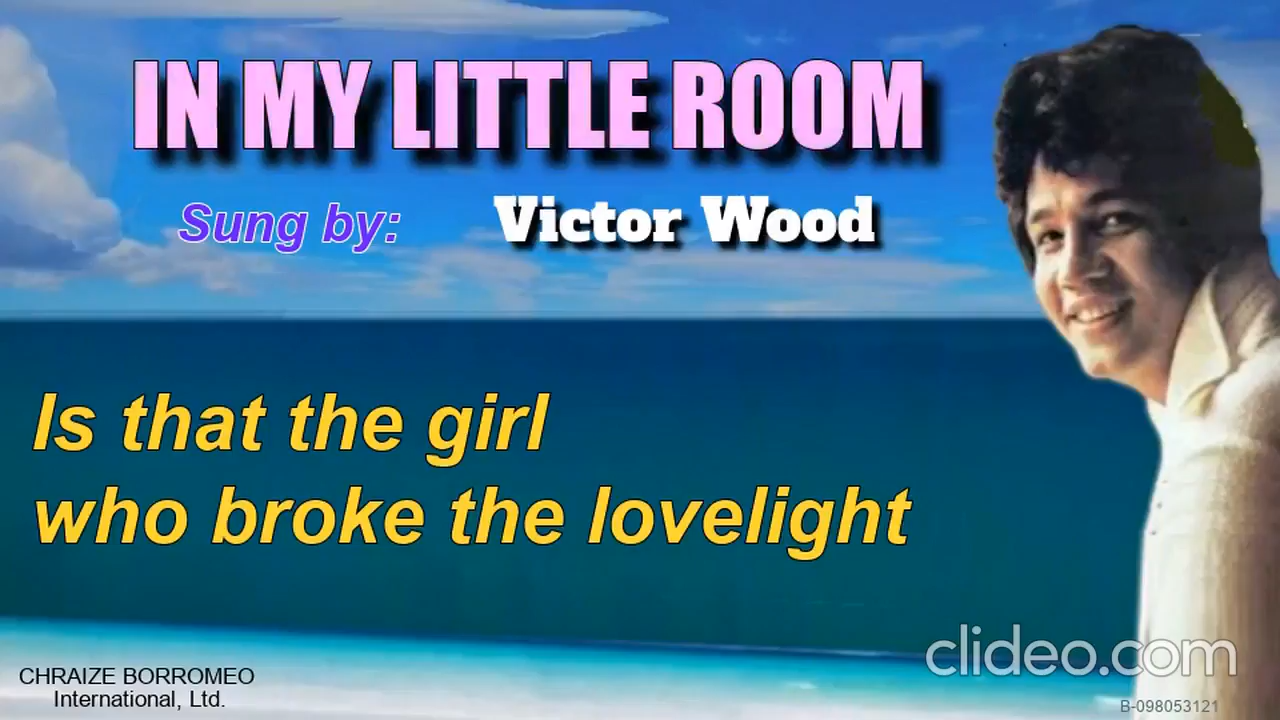 IN MY LITTLE ROOM
Sung by: Victor Wood
Is that the girl
who broke the lovelight
clideo.com
CHRAIZE BORROMEO
International, Ltd.
B-098053121